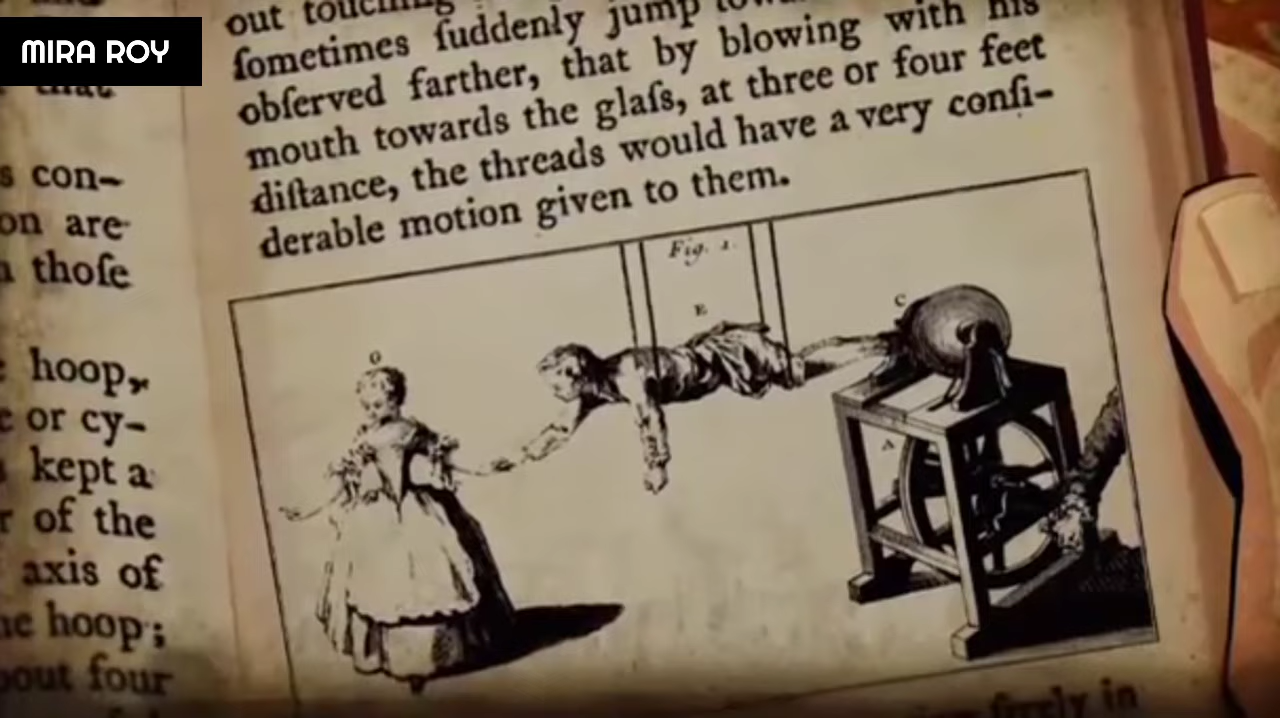 MIRA ROY
out touching
ſometimes ſuddenly jump
obſerved farther, that by blowing with his
mouth towards the glaſs, at three or four feet
diſtance, the threads would have a very conſi-
derable motion given to them.
that
s con-
on are
thoſe
hoop,
or cy-
kept a
r of the
axis of
hoop;
four
Fig. 1.
E
C
G
A
in